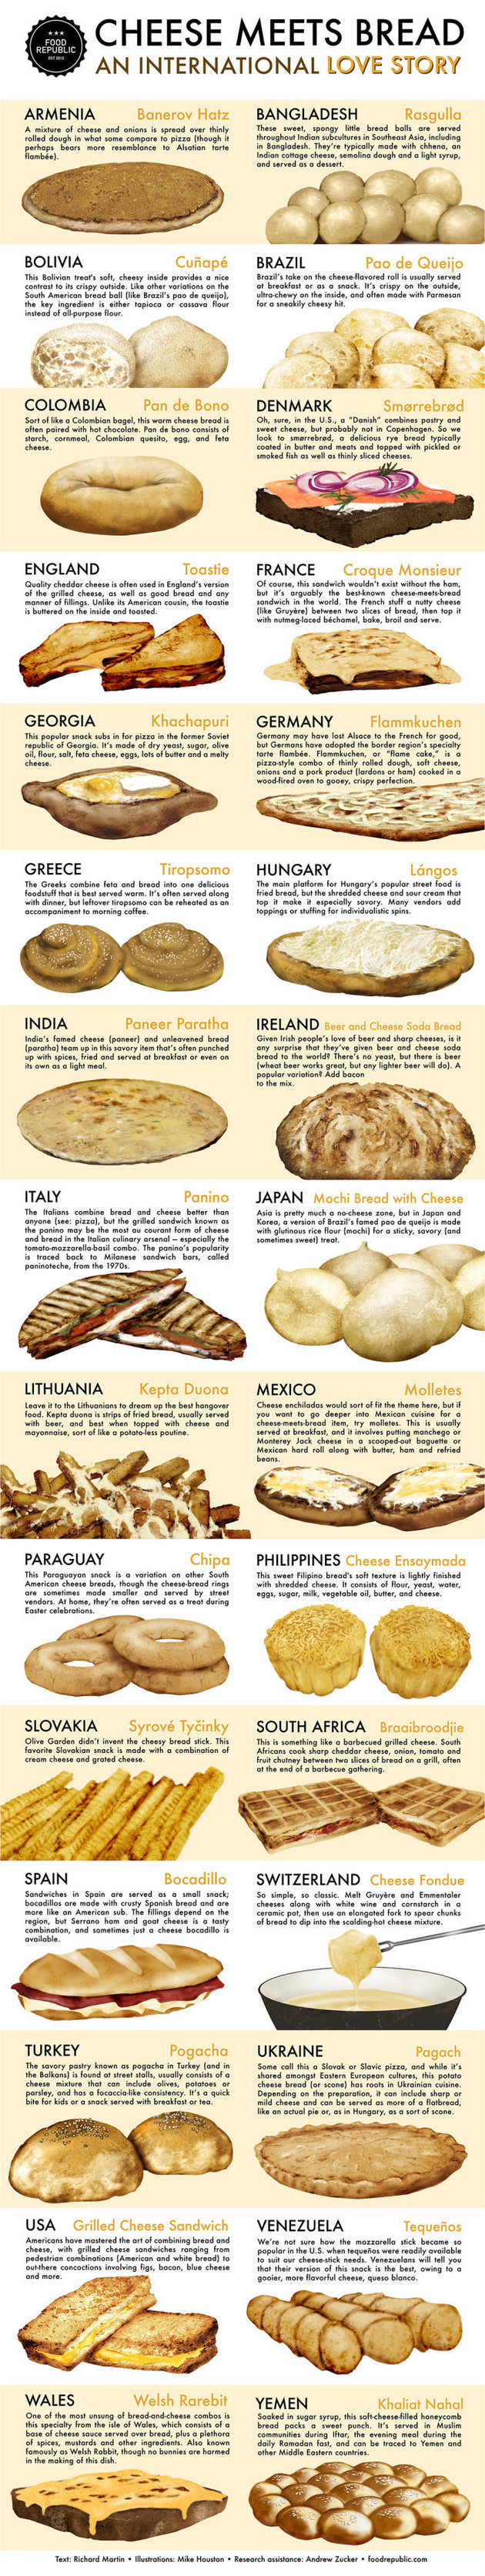 FOOD
REPUBLIC
EST 2010
CHEESE MEETS BREAD
AN INTERNATIONAL LOVE STORY
ARMENIA Banerov Hatz
A mixture of cheese and onions is spread over thinly
rolled dough in what some compare to pizza (though it
perhaps bears more resemblance to Alsatian tarte
flambée).
BANGLADESH Rasgulla
These sweet, spongy little bread balls are served
throughout Indian subcultures in Southeast Asia, including
in Bangladesh. They're typically made with chhena, an
Indian cottage cheese, semolina dough and a light syrup,
and served as a dessert.
BOLIVIA Cuñapé
This Bolivian treat's soft, cheesy inside provides a nice
contrast to its crispy outside. Like other variations on the
South American bread ball (like Brazil's pao de queijo),
the key ingredient is either tapioca or cassava flour
instead of all-purpose flour.
BRAZIL Pao de Queijo
Brazil's take on the cheese-flavored roll is usually served
at breakfast or as a snack. It's crispy on the outside,
ultra-chewy on the inside, and often made with Parmesan
for a sneakily cheesy hit.
COLOMBIA Pan de Bono
Sort of like a Colombian bagel, this warm cheese bread is
often paired with hot chocolate. Pan de bono consists of
starch, cornmeal, Colombian quesito, egg, and feta
cheese.
DENMARK Smørrebrød
Oh, sure, in the U.S., a "Danish" combines pastry and
sweet cheese, but probably not in Copenhagen. So we
look to smørrebrød, a delicious rye bread typically
coated in butter and meats and topped with pickled or
smoked fish as well as thinly sliced cheeses.
ENGLAND Toastie
Quality cheddar cheese is often used in England's version
of the grilled cheese, as well as good bread and any
manner of fillings. Unlike its American cousin, the toastie
is buttered on the inside and toasted.
FRANCE Croque Monsieur
Of course, this sandwich wouldn't exist without the ham,
but it's arguably the best-known cheese-meets-bread
sandwich in the world. The French stuff a nutty cheese
(like Gruyère) between two slices of bread, then top it
with nutmeg-laced béchamel, bake, broil and serve.
GEORGIA Khachapuri
This popular snack subs in for pizza in the former Soviet
republic of Georgia. It's made of dry yeast, sugar, olive
oil, flour, salt, feta cheese, eggs, lots of butter and a melty
cheese.
GERMANY Flammkuchen
Germany may have lost Alsace to the French for good,
but Germans have adopted the border region's specialty
tarte flambée. Flammkuchen, or "flame cake," is a
pizza-style combo of thinly rolled dough, soft cheese,
onions and a pork product (lardons or ham) cooked in a
wood-fired oven to gooey, crispy perfection.
GREECE Tiropsomo
The Greeks combine feta and bread into one delicious
foodstuff that is best served warm. It's often served along
with dinner, but leftover tiropsomo can be reheated as an
accompaniment to morning coffee.
HUNGARY Lángos
The main platform for Hungary's popular street food is
fried bread, but the shredded cheese and sour cream that
top it make it especially savory. Many vendors add
toppings or stuffing for individualistic spins.
INDIA Paneer Paratha
India's famed cheese (paneer) and unleavened bread
(paratha) team up in this savory item that's often punched
up with spices, fried and served at breakfast or even on
its own as a light meal.
IRELAND Beer and Cheese Soda Bread
Given Irish people's love of beer and sharp cheeses, is it
any surprise that they've given beer and cheese soda
bread to the world? There's no yeast, but there is beer
(wheat beer works great, but any lighter beer will do). A
popular variation? Add bacon
to the mix.
ITALY Panino
The Italians combine bread and cheese better than
anyone (see: pizza), but the grilled sandwich known as
the panino may be the most au courant form of cheese
and bread in the Italian culinary arsenal – especially the
tomato-mozzarella-basil combo. The panino's popularity
is traced back to Milanese sandwich bars, called
paninoteche, from the 1970s.
JAPAN Mochi Bread with Cheese
Asia is pretty much a no-cheese zone, but in Japan and
Korea, a version of Brazil's famed pao de queijo is made
with glutinous rice flour (mochi) for a sticky, savory (and
sometimes sweet) treat.
LITHUANIA Kepta Duona
Leave it to the Lithuanians to dream up the best hangover
food. Kepta duona is strips of fried bread, usually served
with beer, and best when topped with cheese and
mayonnaise, sort of like a potato-less poutine.
MEXICO Molletes
Cheese enchiladas would sort of fit the theme here, but if
you want to go deeper into Mexican cuisine for a
cheese-meets-bread item, try molletes. This is usually
served at breakfast, and it involves putting manchego or
Monterey Jack cheese in a scooped-out baguette or
Mexican hard roll along with butter, ham and refried
beans.
PARAGUAY Chipa
This Paraguayan snack is a variation on other South
American cheese breads, though the cheese-bread rings
are sometimes made smaller and served by street
vendors. At home, they're often served as a treat during
Easter celebrations.
PHILIPPINES Cheese Ensaymada
This sweet Filipino bread's soft texture is lightly finished
with shredded cheese. It consists of flour, yeast, water,
eggs, sugar, milk, vegetable oil, butter, and cheese.
SLOVAKIA Syrové Tyčinky
Olive Garden didn't invent the cheesy bread stick. This
favorite Slovakian snack is made with a combination of
cream cheese and grated cheese.
SOUTH AFRICA Braaibroodjie
This is something like a barbecued grilled cheese. South
Africans cook sharp cheddar cheese, onion, tomato and
fruit chutney between two slices of bread on a grill, often
at the end of a barbecue gathering.
SPAIN Bocadillo
Sandwiches in Spain are served as a small snack;
bocadillos are made with crusty Spanish bread and are
more like an American sub. The fillings depend on the
region, but Serrano ham and goat cheese is a tasty
combination, and sometimes just a cheese bocadillo is
available.
SWITZERLAND Cheese Fondue
So simple, so classic. Melt Gruyère and Emmentaler
cheeses along with white wine and cornstarch in a
ceramic pot, then use an elongated fork to spear chunks
of bread to dip into the scalding-hot cheese mixture.
TURKEY Pogacha
The savory pastry known as pogacha in Turkey (and in
the Balkans) is found at street stalls, usually consists of a
cheese mixture that can include olives, potatoes or
parsley, and has a focaccia-like consistency. It's a quick
bite for kids or a snack served with breakfast or tea.
UKRAINE Pagach
Some call this a Slovak or Slavic pizza, and while it's
shared amongst Eastern European cultures, this potato
cheese bread (or scone) has roots in Ukrainian cuisine.
Depending on the preparation, it can include sharp or
mild cheese and can be served as more of a flatbread,
like an actual pie or, as in Hungary, as a sort of scone.
USA Grilled Cheese Sandwich
Americans have mastered the art of combining bread and
cheese, with grilled cheese sandwiches ranging from
pedestrian combinations (American and white bread) to
out-there concoctions involving figs, bacon, blue cheese
and more.
VENEZUELA Tequeños
We're not sure how the mozzarella stick became so
popular in the U.S. when tequeños were readily available
to suit our cheese-stick needs. Venezuelans will tell you
that their version of this snack is the best, owing to a
gooier, more flavorful cheese, queso blanco.
WALES Welsh Rarebit
One of the most unsung of bread-and-cheese combos is
this specialty from the isle of Wales, which consists of a
base of cheese sauce served over bread, plus a plethora
of spices, mustards and other ingredients. Also known
famously as Welsh Rabbit, though no bunnies are harmed
in the making of this dish.
YEMEN Khaliat Nahal
Soaked in sugar syrup, this soft-cheese-filled honeycomb
bread packs a sweet punch. It's served in Muslim
communities during Iftar, the evening meal during the
daily Ramadan fast, and can be traced to Yemen and
other Middle Eastern countries.
Text: Richard Martin • Illustrations: Mike Houston • Research assistance: Andrew Zucker • foodrepublic.com